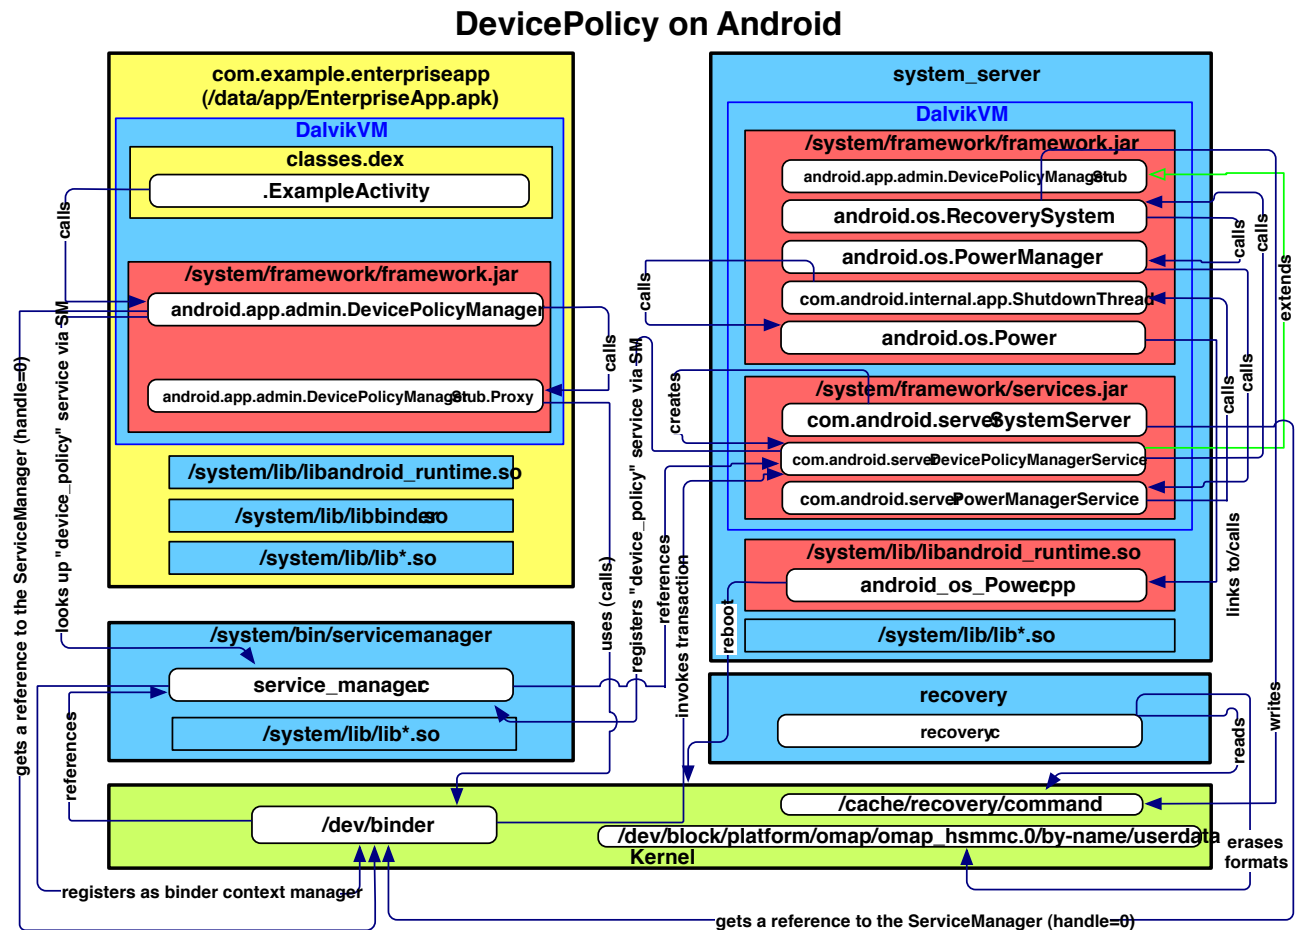 DevicePolicy on Android
com.example.enterpriseapp
(/data/app/EnterpriseApp.apk)
DalvikVM
classes.dex
.ExampleActivity
calls
/system/framework/framework.jar
android.app.admin.DevicePolicyManager
calls
android.app.admin.DevicePolicyManager.Stub.Proxy
/system/lib/libandroid_runtime.so
/system/lib/libbinder.so
/system/lib/lib*.so
looks up "device_policy" service via SM
gets a reference to the ServiceManager (handle=0)
uses (calls)
registers "device_policy" service via SM
references
invokes transaction
/system/bin/servicemanager
service_manager.c
/system/lib/lib*.so
references
system_server
DalvikVM
/system/framework/framework.jar
android.app.admin.DevicePolicyManager.Stub
android.os.RecoverySystem
android.os.PowerManager
com.android.internal.app.ShutdownThread
android.os.Power
calls
calls
calls
extends
/system/framework/services.jar
com.android.server.SystemServer
com.android.server.DevicePolicyManagerService
com.android.server.PowerManagerService
creates
calls
calls
/system/lib/libandroid_runtime.so
android_os_Power.cpp
/system/lib/lib*.so
links to/calls
reboot
recovery
recovery.c
reads
writes
/dev/binder
/cache/recovery/command
/dev/block/platform/omap/omap_hsmmc.0/by-name/userdata
Kernel
erases
formats
registers as binder context manager
gets a reference to the ServiceManager (handle=0)